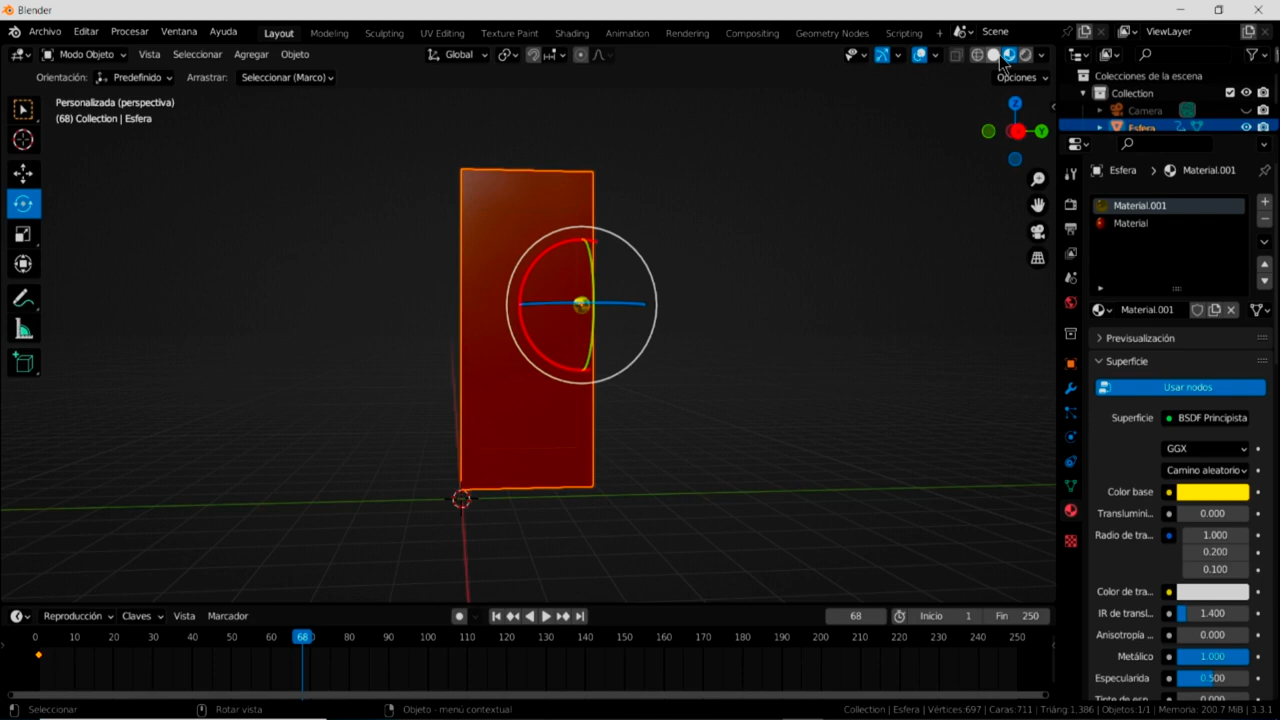 Blender
Archivo Editar Procesar Ventana Ayuda Layout Modeling Sculpting UV Editing Texture Paint Shading Animation Rendering Compositing Geometry Nodes Scripting + Scene ViewLayer
Modo Objeto Vista Seleccionar Agregar Objeto Global
Orientación: Predefinido Arrastrar: Seleccionar (Marco) Opciones
Personalizada (perspectiva)
(68) Collection | Esfera
Z
Y
Colecciones de la escena
Collection
Camera
Esfera
Esfera > Material.001
Material.001
Material
Material.001
Previsualización
Superficie
Usar nodos
Superficie BSDF Principista
GGX
Camino aleatorio
Color base
Translumini... 0.000
Radio de tra... 1.000
0.200
0.100
Color de tra...
IR de transl... 1.400
Anisotropía ... 0.000
Metálico 1.000
Especularida 0.500
Tinte de esp... 0.000
Reproducción Claves Vista Marcador 68 Inicio 1 Fin 250
0 10 20 30 40 50 60 68 80 90 100 110 120 130 140 150 160 170 180 190 200 210 220 230 240 250
Seleccionar Rotar vista Objeto - menú contextual Collection | Esfera | Vértices:697 | Caras:711 | Triáng:1,386 | Objetos:1/1 | Memoria: 200.7 MiB | 3.3.1